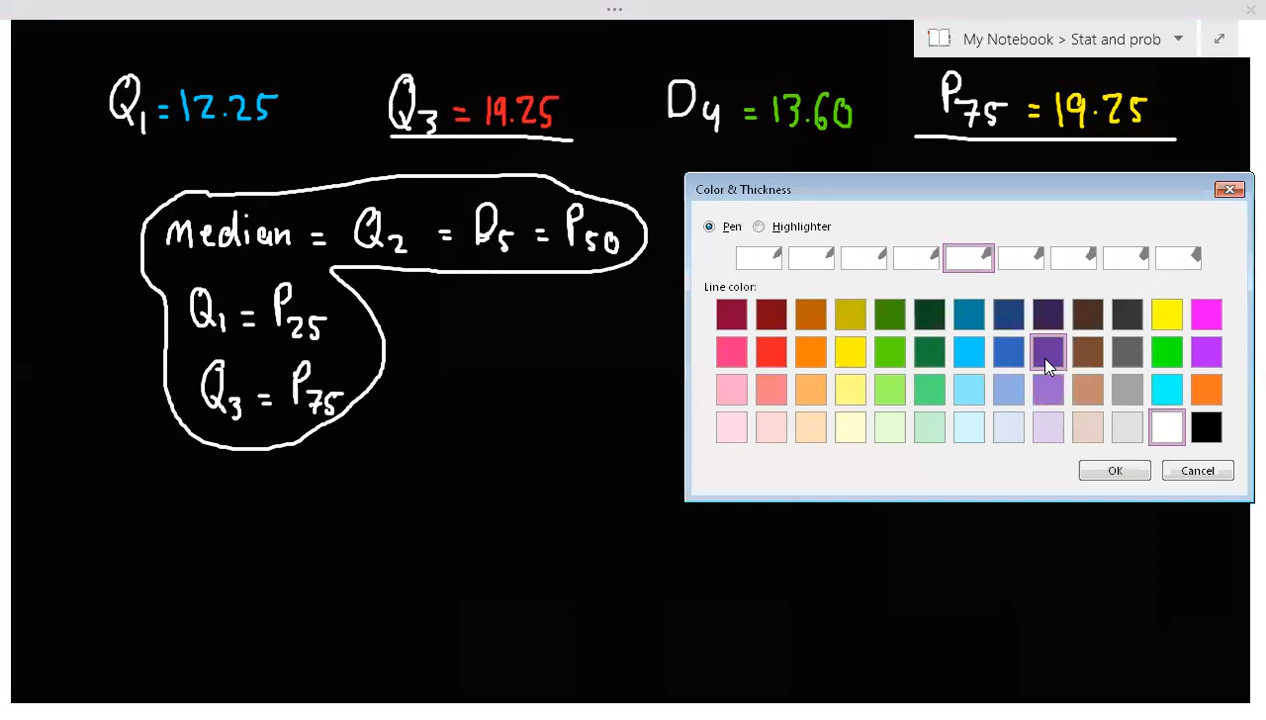 ...
My Notebook > Stat and prob
Q1 = 12.25 Q3 = 19.25 D4 = 13.60 P75 = 19.25
median = Q2 = D5 = P50
Q1 = P25
Q3 = P75
Color & Thickness
Pen Highlighter
Line color:
OK Cancel